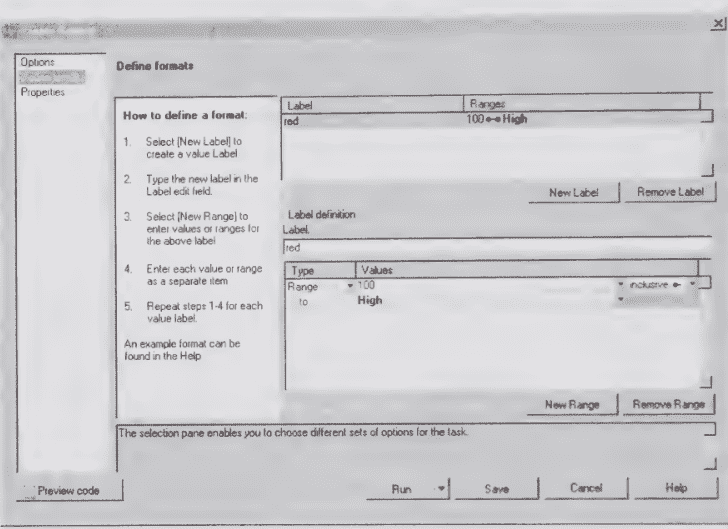 Options
Properties
Define formats
How to define a format:
1. Select [New Label] to
create a value Label
2. Type the new label in the
Label edit field.
3. Select [New Range] to
enter values or ranges for
the above label
4. Enter each value or range
as a separate item
5. Repeat steps 1-4 for each
value label.
An example format can be
found in the Help
Label Ranges
red 100 High
New Label Remove Label
Label definition
Label.
red
Type Values
Range 100 inclusive
to High
New Range Remove Range
The selection pane enables you to choose different sets of options for the task.
Preview code Run Save Cancel Help